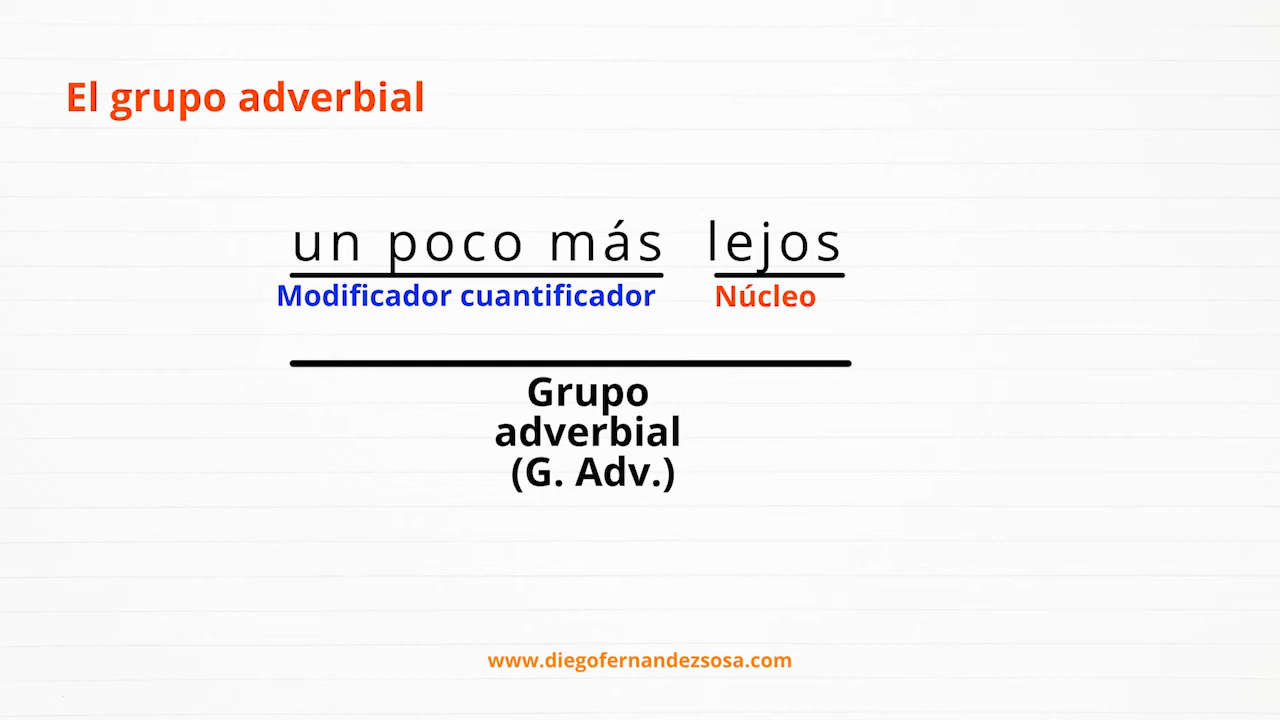 El grupo adverbial
un poco más lejos
Modificador cuantificador Núcleo
Grupo
adverbial
(G. Adv.)
www.diegofernandezsosa.com